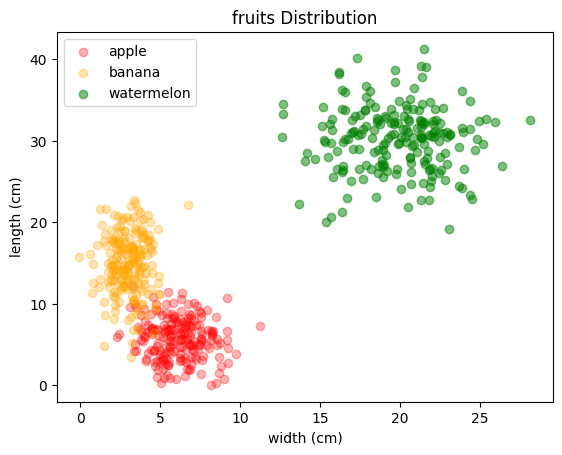 fruits Distribution
apple
banana
watermelon
length (cm)
40
30
20
10
0
0 5 10 15 20 25
width (cm)